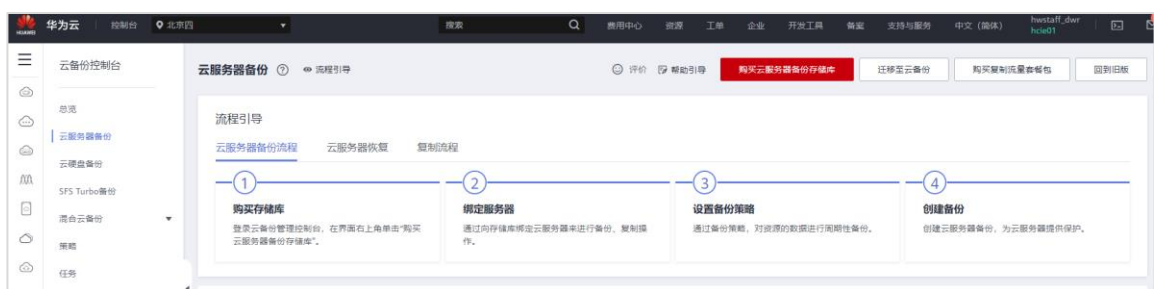 HUAWEI 华为云 控制台 北京四 搜索 费用中心 资源 工单 企业 开发工具 备案 支持与服务 中文 (简体) hwstaff_dwr
hcie01
云备份控制台
总览
云服务器备份
云硬盘备份
SFS Turbo备份
混合云备份
策略
任务
云服务器备份 流程引导 评价 帮助引导 购买云服务器备份存储库 迁移至云备份 购买复制流量套餐包 回到旧版
流程引导
云服务器备份流程 云服务器恢复 复制流程
1
购买存储库
登录云备份管理控制台，在界面右上角单击“购买
云服务器备份存储库”。
2
绑定服务器
通过向存储库绑定云服务器来进行备份、复制操
作。
3
设置备份策略
通过备份策略，对资源的数据进行周期性备份。
4
创建备份
创建云服务器备份，为云服务器提供保护。